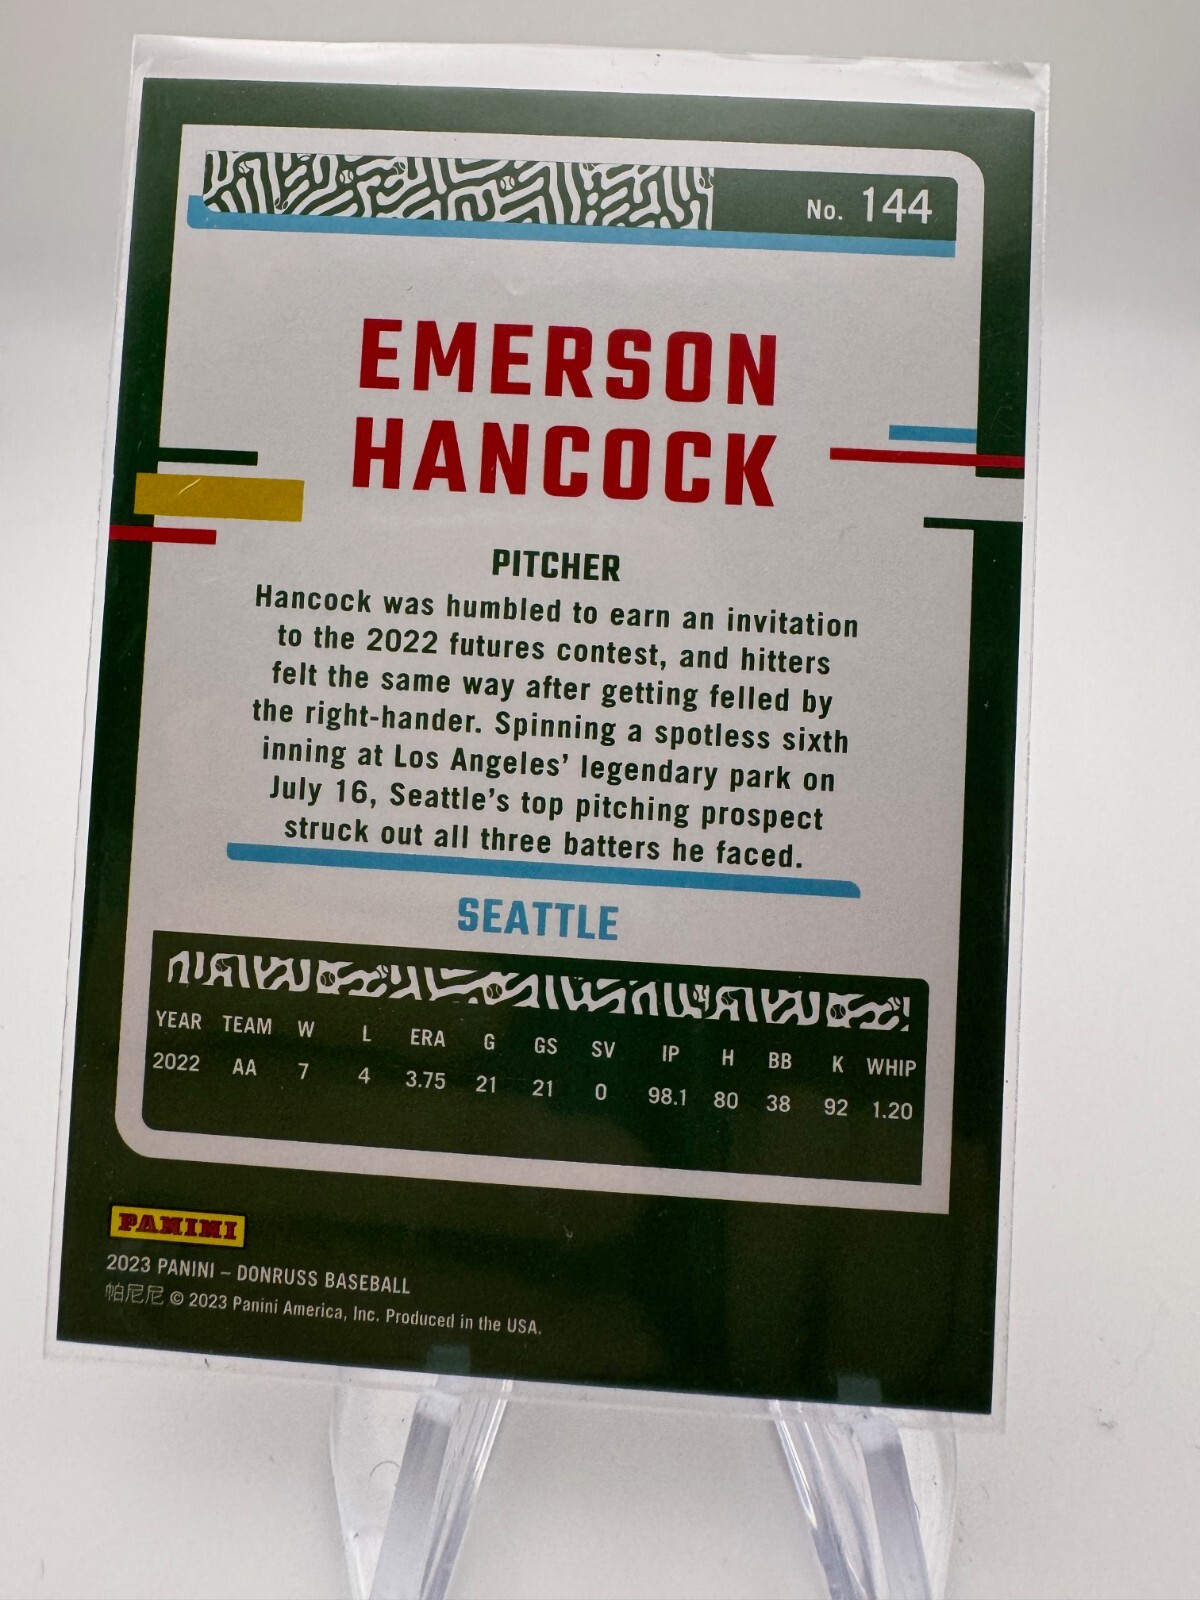 No. 144
EMERSON
HANCOCK
PITCHER
Hancock was humbled to earn an invitation
to the 2022 futures contest, and hitters
felt the same way after getting felled by
the right-hander. Spinning a spotless sixth
inning at Los Angeles' legendary park on
July 16, Seattle's top pitching prospect
struck out all three batters he faced.
SEATTLE
YEAR TEAM W L ERA G GS SV IP H BB K WHIP
2022 AA 7 4 3.75 21 21 0 98.1 80 38 92 1.20
PANINI
2023 PANINI – DONRUSS BASEBALL
帕尼尼 © 2023 Panini America, Inc. Produced in the USA.